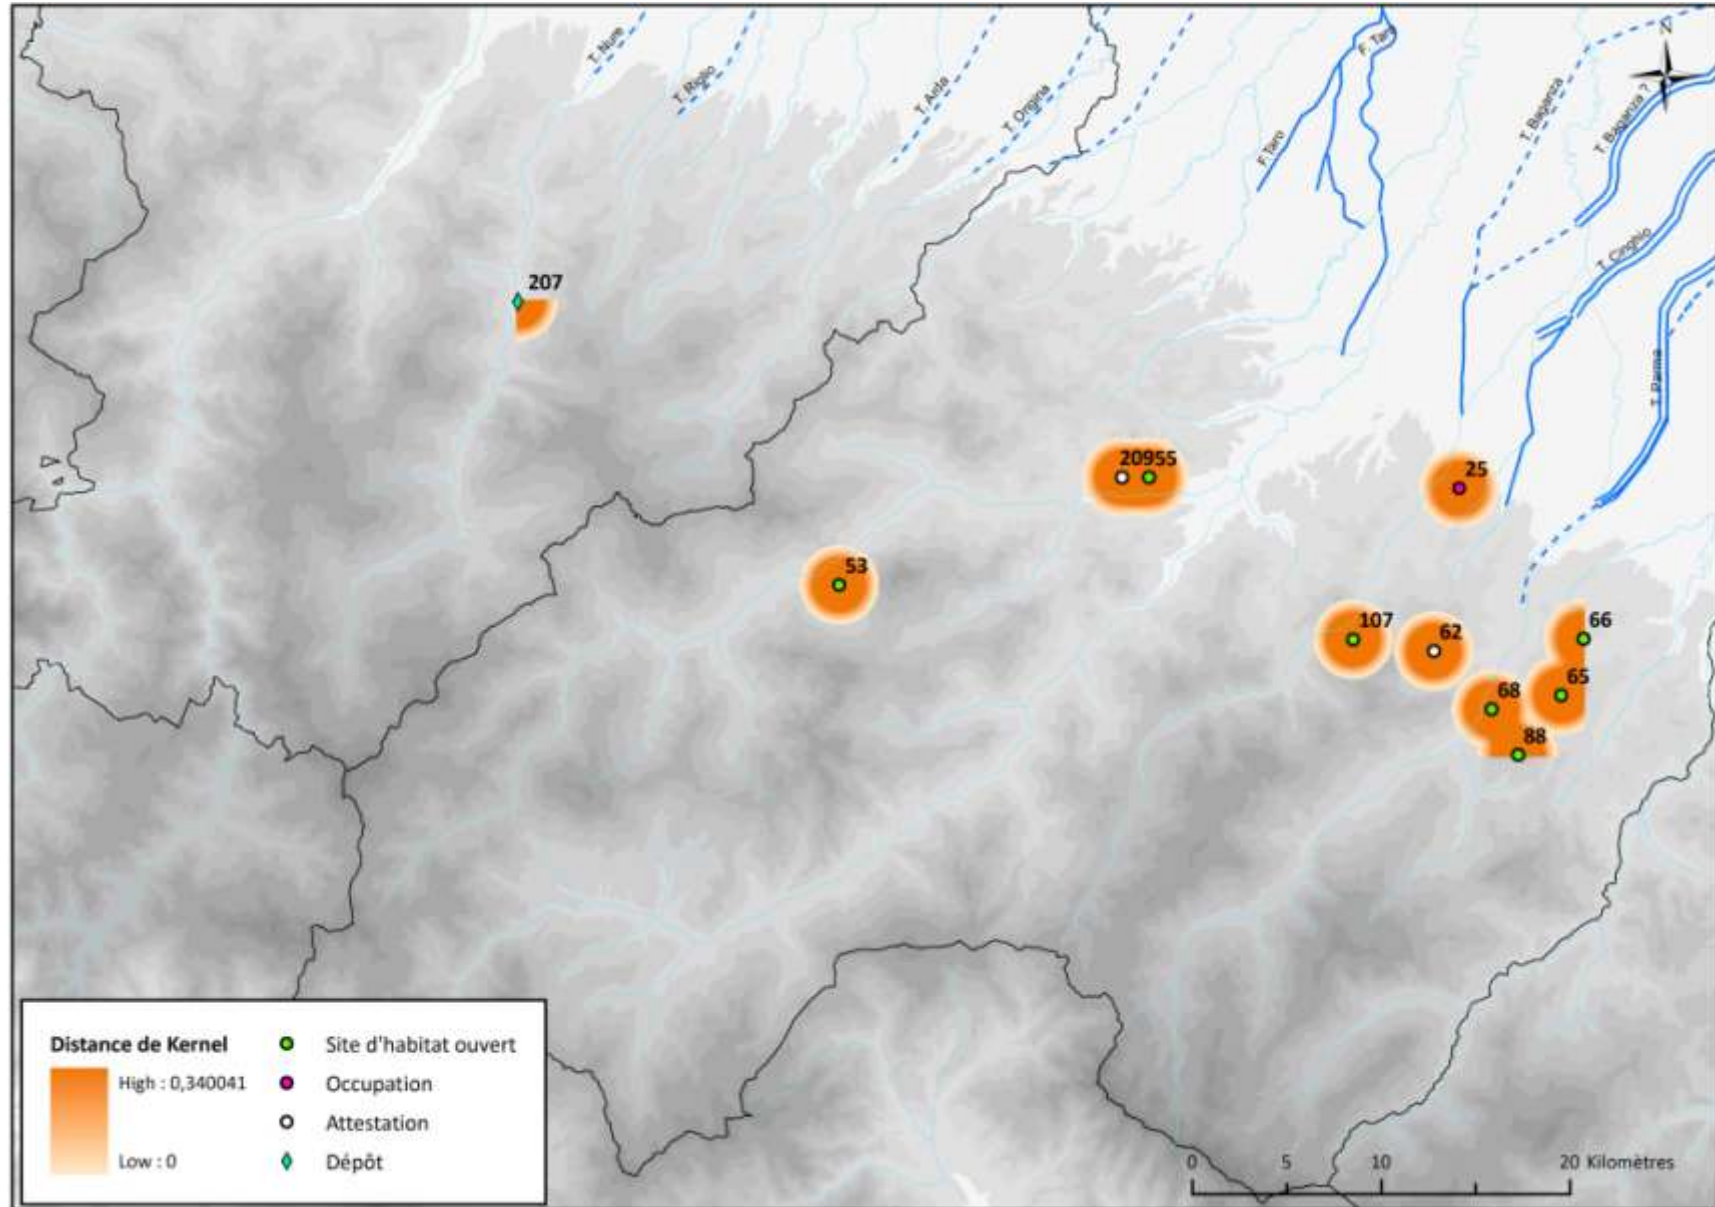 N
T. Nure
T. Riglio
T. Arda
T. Ongina
F. Taro
F. Taro
T. Baganza
T. Baganza ?
T. Cinghio
T. Parma
207
20955
25
53
107
62
66
65
68
88
Distance de Kernel
High : 0,340041
Low : 0
Site d'habitat ouvert
Occupation
Attestation
Dépôt
0 5 10 20 Kilomètres